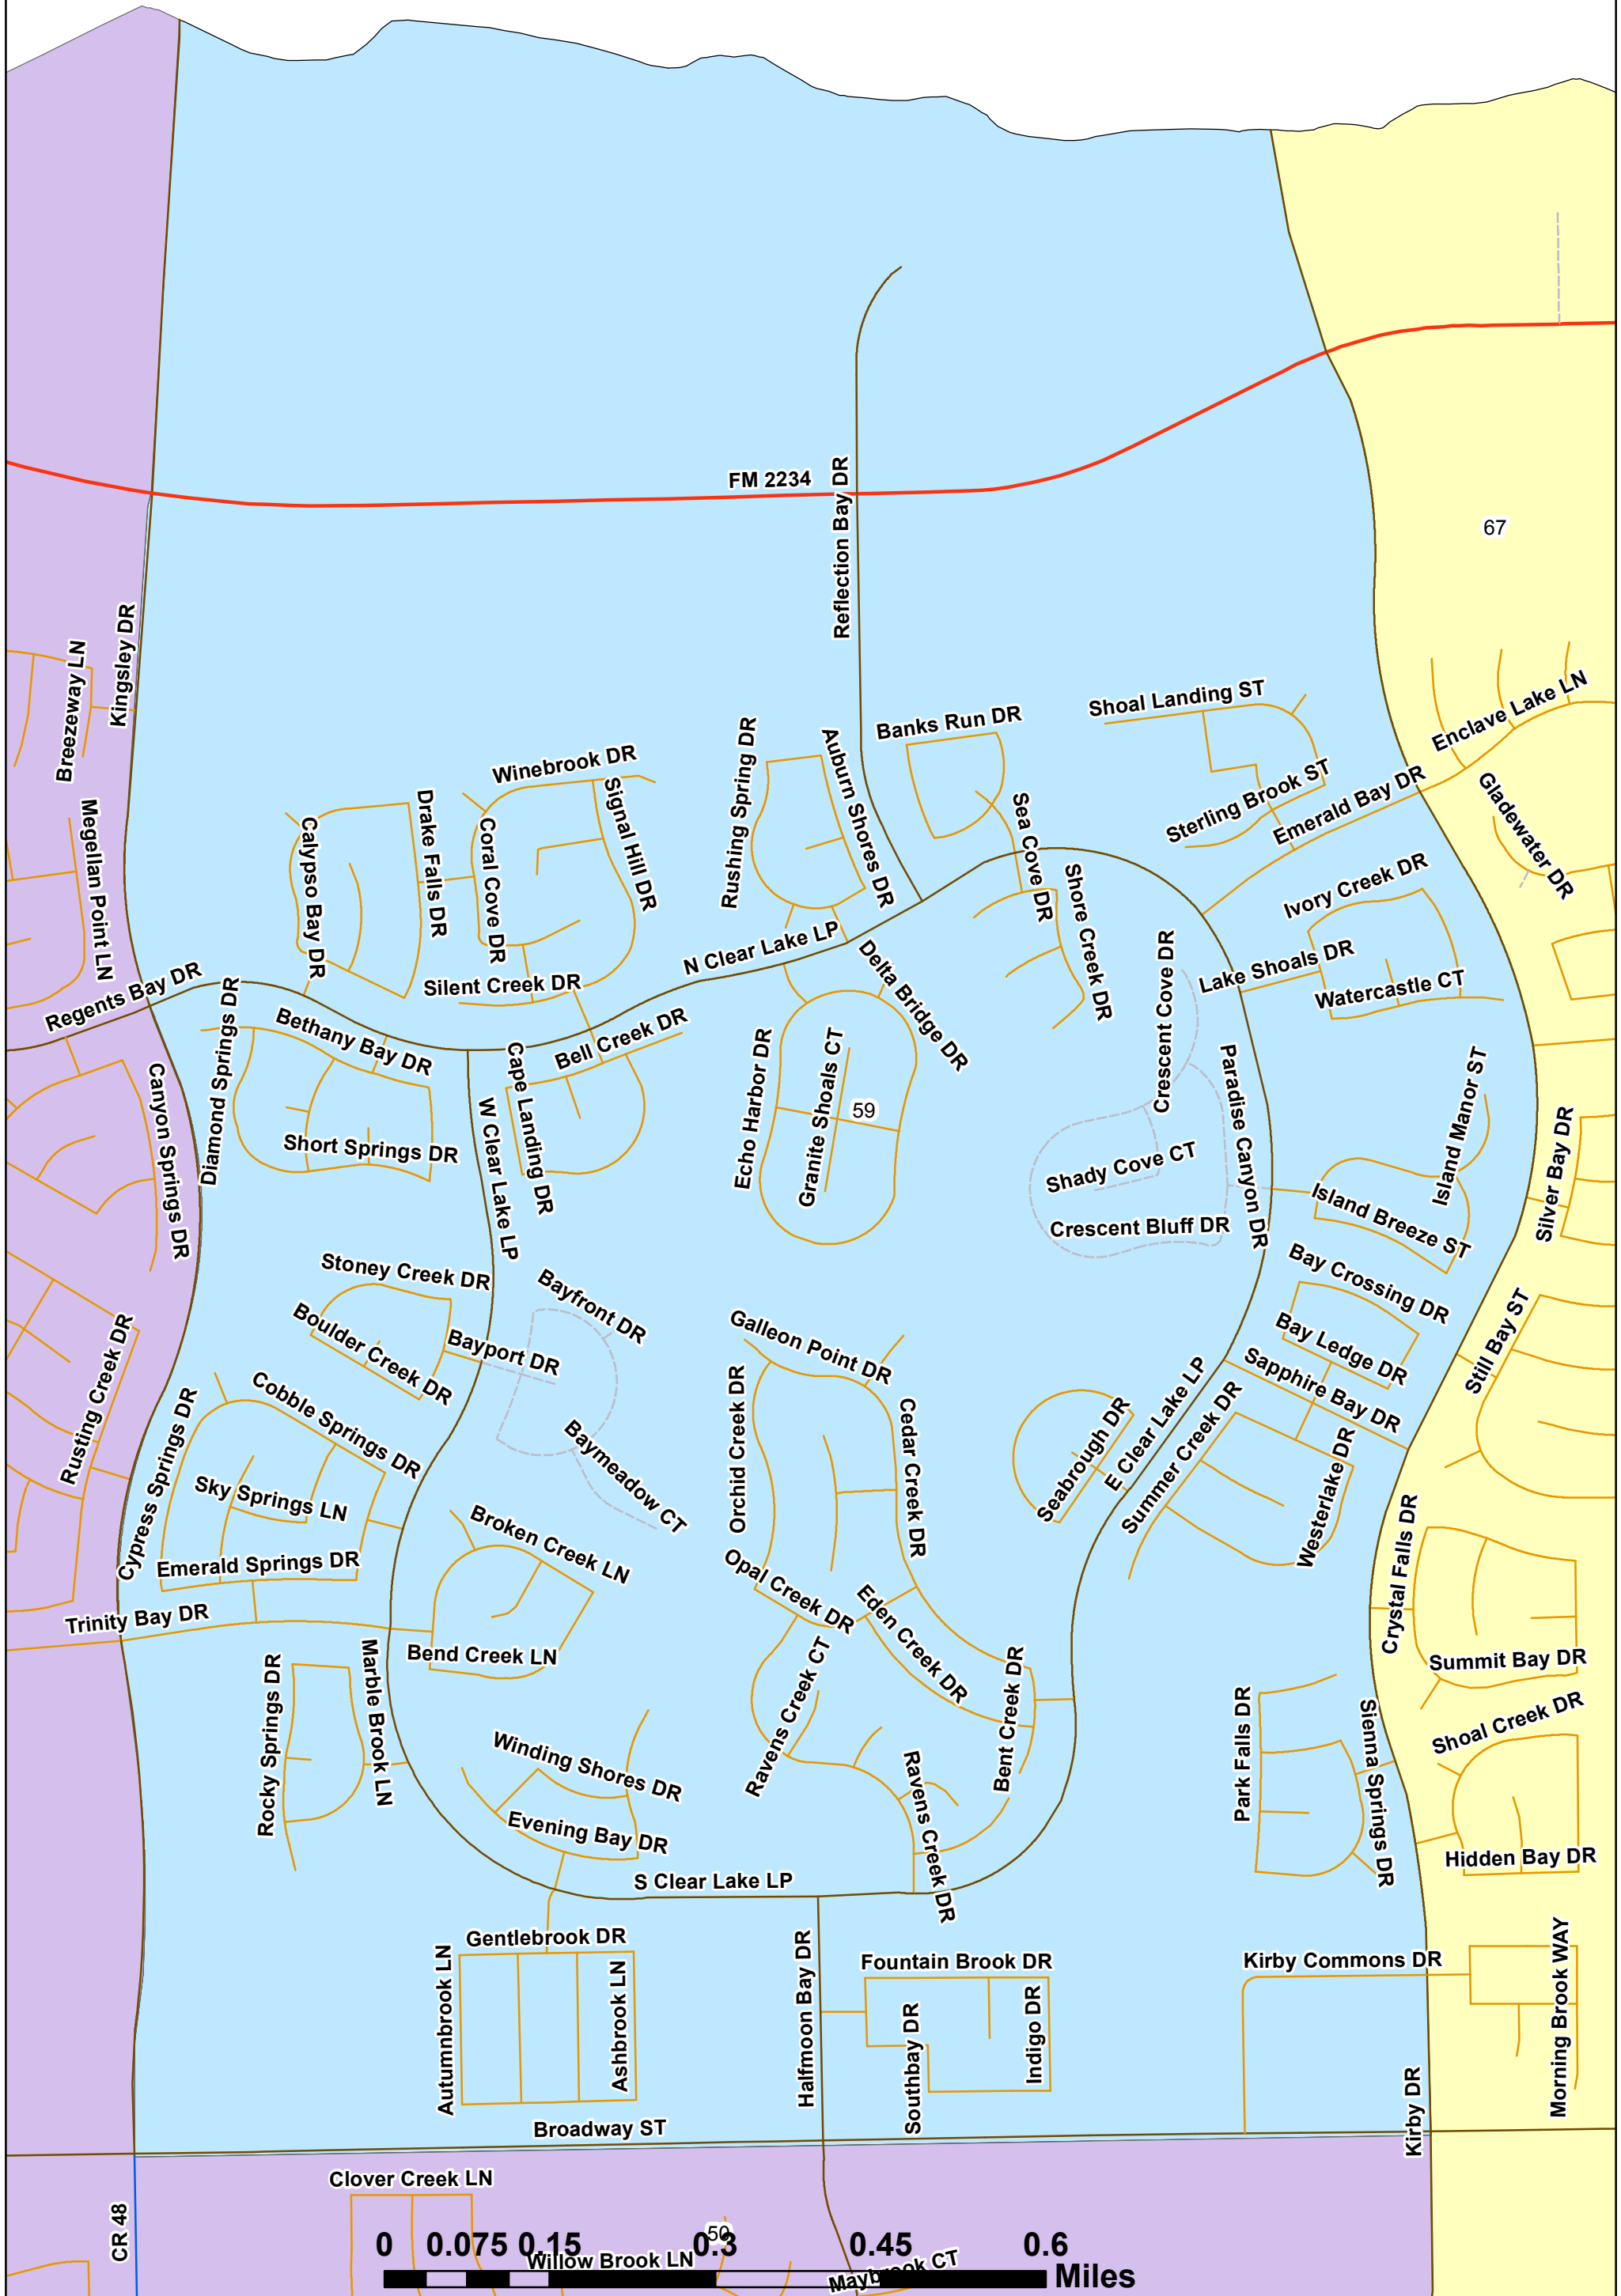 FM 2234
Reflection Bay DR
67
Breezeway LN
Kingsley DR
Enclave Lake LN
Shoal Landing ST
Banks Run DR
Rushing Spring DR
Auburn Shores DR
Winebrook DR
Signal Hill DR
Sterling Brook ST
Emerald Bay DR
Gladewater DR
Megellan Point LN
Calypso Bay DR
Drake Falls DR
Coral Cove DR
Sea Cove DR
Shore Creek DR
Ivory Creek DR
Regents Bay DR
Silent Creek DR
N Clear Lake LP
Delta Bridge DR
Crescent Cove DR
Lake Shoals DR
Watercastle CT
Diamond Springs DR
Bethany Bay DR
Bell Creek DR
Cape Landing DR
W Clear Lake LP
Echo Harbor DR
Granite Shoals CT
59
Paradise Canyon DR
Island Manor ST
Silver Bay DR
Canyon Springs DR
Short Springs DR
Shady Cove CT
Crescent Bluff DR
Island Breeze ST
Stoney Creek DR
Bayfront DR
Bay Crossing DR
Boulder Creek DR
Bayport DR
Galleon Point DR
Bay Ledge DR
Still Bay ST
Rusting Creek DR
Cypress Springs DR
Cobble Springs DR
Orchid Creek DR
Cedar Creek DR
Seabrough DR
E Clear Lake LP
Summer Creek DR
Sapphire Bay DR
Westerlake DR
Sky Springs LN
Baymeadow CT
Broken Creek LN
Crystal Falls DR
Emerald Springs DR
Opal Creek DR
Eden Creek DR
Trinity Bay DR
Bend Creek LN
Summit Bay DR
Rocky Springs DR
Marble Brook LN
Ravens Creek CT
Bent Creek DR
Park Falls DR
Sienna Springs DR
Shoal Creek DR
Winding Shores DR
Evening Bay DR
Ravens Creek DR
Hidden Bay DR
S Clear Lake LP
Gentlebrook DR
Autumnbrook LN
Ashbrook LN
Halfmoon Bay DR
Fountain Brook DR
Southbay DR
Indigo DR
Kirby Commons DR
Morning Brook WAY
Kirby DR
Broadway ST
Clover Creek LN
CR 48
50
0 0.075 0.15 0.3 0.45 0.6
Willow Brook LN
Maybrook CT
Miles